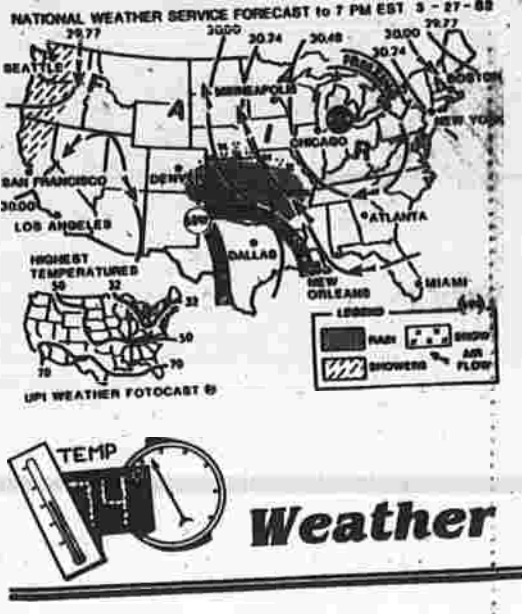 NATIONAL WEATHER SERVICE FORECAST to 7 PM EST 3 - 27 - 82
29.77 30.00 30.24 30.48 30.24 30.00 29.77
SEATTLE
MINNEAPOLIS
BOSTON
NEW YORK
CHICAGO
F A I R
SAN FRANCISCO
DENVER
30.00
LOS ANGELES
LOW
ATLANTA
DALLAS
NEW ORLEANS
MIAMI
HIGHEST
TEMPERATURES
50 32
32
50
70 70
LEGEND
RAIN SNOW
SHOWERS AIR FLOW
UPI WEATHER FOTOCAST ®
TEMP
74°
Weather